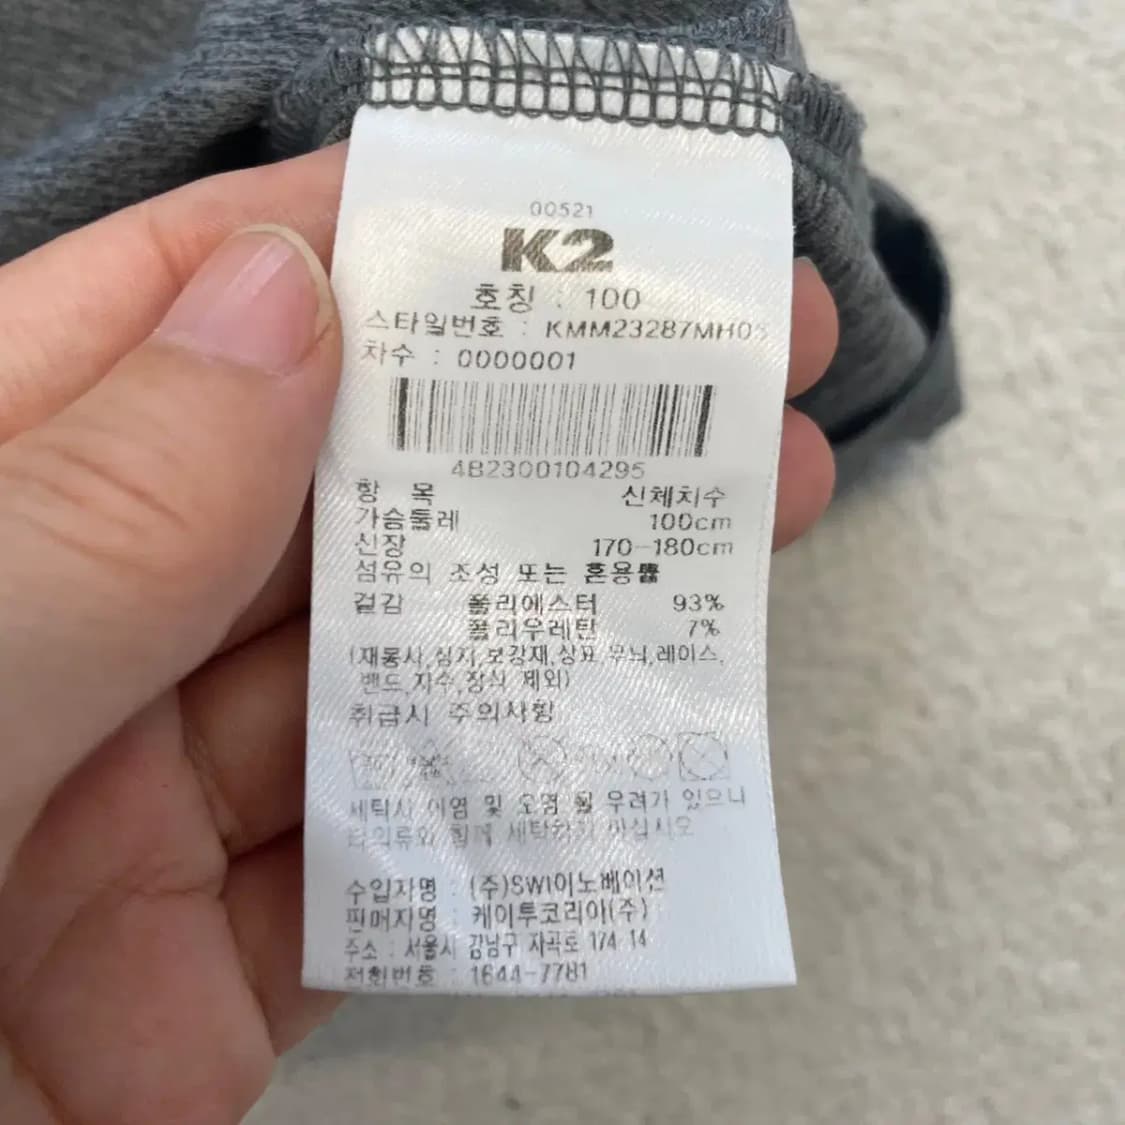 00521
K2
호칭 : 100
스타일번호 : KMM23287MH05
차수 : 0000001
4B2300104295
항 목 신체치수
가슴둘레 100cm
신장 170-180cm
섬유의 조성 또는 혼용률
겉감 폴리에스터 93%
폴리우레탄 7%
(재봉사,심지,보강재,상표,무늬,레이스,
밴드,자수,장식 제외)
취급시 주의사항
세탁시 이염 및 오염 될 우려가 있으니
타의류와 함께 세탁하지 마십시오
수입자명 : (주)SWI이노베이션
판매자명 : 케이투코리아(주)
주소 : 서울시 강남구 자곡로 174-14
전화번호 : 1644-7781